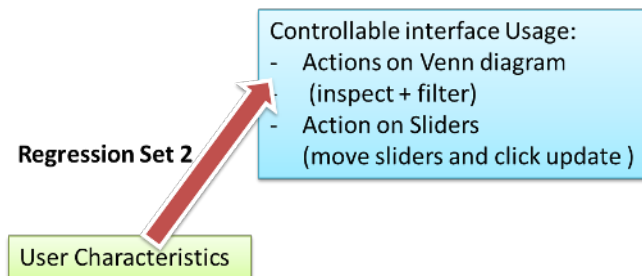 Controllable interface Usage:
- Actions on Venn diagram
- (inspect + filter)
- Action on Sliders
(move sliders and click update )
Regression Set 2
User Characteristics